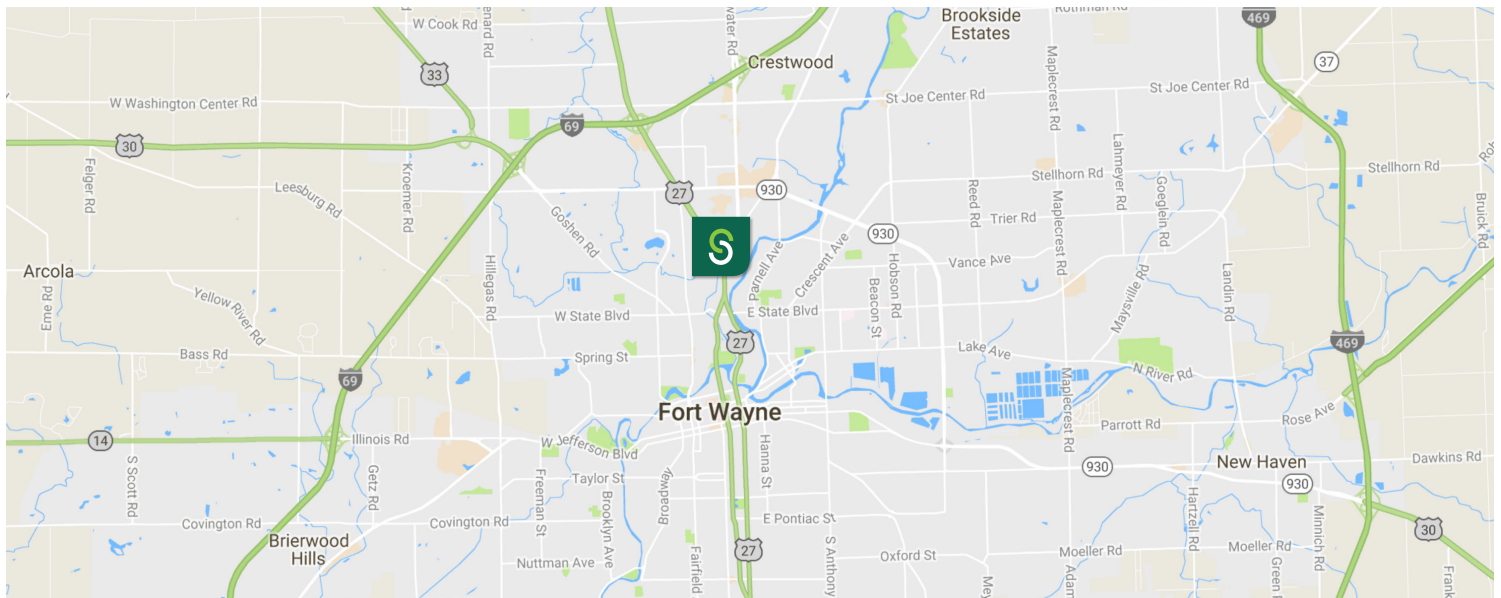 W Cook Rd
Brookside
Estates
469
Crestwood
33
37
St Joe Center Rd
St Joe Center Rd
W Washington Center Rd
Maplecrest Rd
69
30
Felger Rd
Kroemer Rd
Leesburg Rd
27
930
Stellhorn Rd
Stellhorn Rd
Lahmeyer Rd
Goeglein Rd
Reed Rd
Trier Rd
Maplecrest Rd
Bruick Rd
Goshen Rd
930
S
Arcola
Eme Rd
Yellow River Rd
Hillegas Rd
Parnell Ave
Crescent Ave
Hobson Rd
Beacon St
Vance Ave
Maysville Rd
Landin Rd
W State Blvd
E State Blvd
27
469
Bass Rd
Spring St
Lake Ave
N River Rd
69
Maplecrest Rd
Fort Wayne
Rose Ave
Parrott Rd
14
Illinois Rd
W Jefferson Blvd
Hanna St
930
New Haven
Dawkins Rd
930
S Scott Rd
Getz Rd
Freeman St
Taylor St
Brooklyn Ave
Broadway
Hartzell Rd
Minnich Rd
Covington Rd
Covington Rd
E Pontiac St
30
Brierwood
Hills
Nuttman Ave
Fairfield
27
S Anthony
Oxford St
Moeller Rd
Moeller Rd